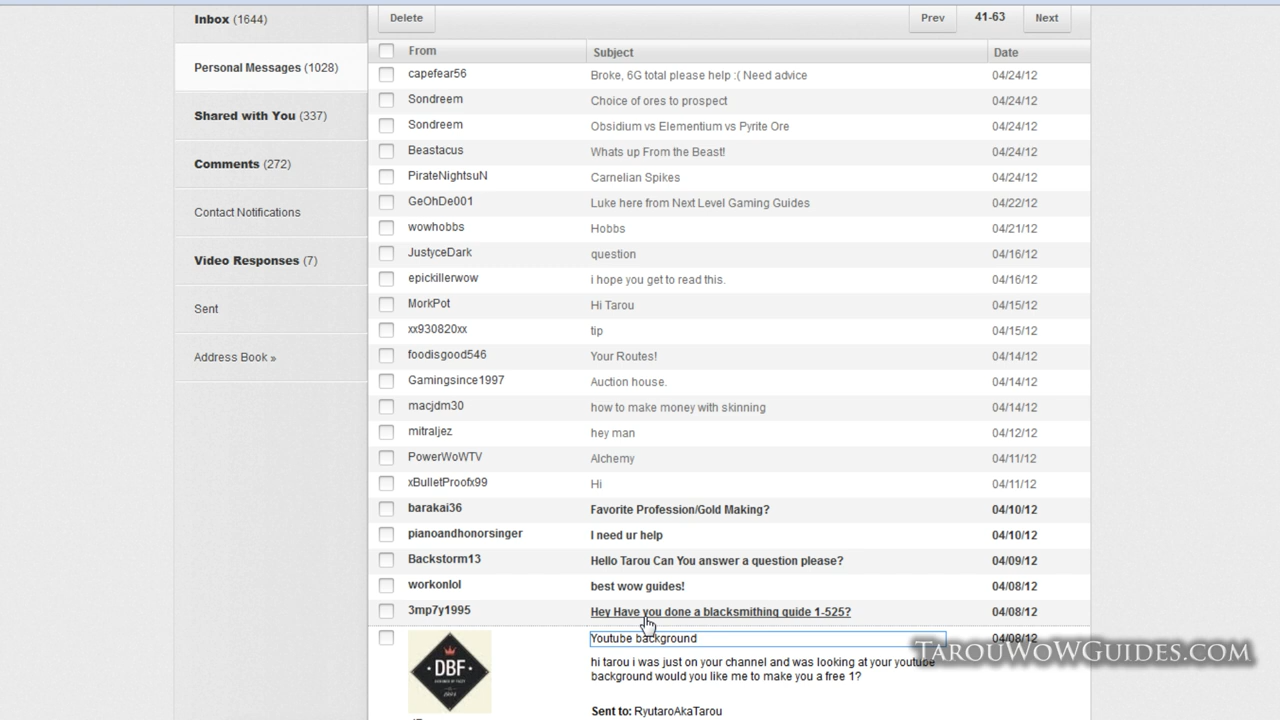 Inbox (1644)
Personal Messages (1028)
Shared with You (337)
Comments (272)
Contact Notifications
Video Responses (7)
Sent
Address Book »
Delete Prev 41-63 Next
From Subject Date
capefear56 Broke, 6G total please help :( Need advice 04/24/12
Sondreem Choice of ores to prospect 04/24/12
Sondreem Obsidium vs Elementium vs Pyrite Ore 04/24/12
Beastacus Whats up From the Beast! 04/24/12
PirateNightsuN Carnelian Spikes 04/24/12
GeOhDe001 Luke here from Next Level Gaming Guides 04/22/12
wowhobbs Hobbs 04/21/12
JustyceDark question 04/16/12
epickillerwow i hope you get to read this. 04/16/12
MorkPot Hi Tarou 04/15/12
xx930820xx tip 04/15/12
foodisgood546 Your Routes! 04/14/12
Gamingsince1997 Auction house. 04/14/12
macjdm30 how to make money with skinning 04/14/12
mitraljez hey man 04/12/12
PowerWoWTV Alchemy 04/11/12
xBulletProofx99 Hi 04/11/12
barakai36 Favorite Profession/Gold Making? 04/10/12
pianoandhonorsinger I need ur help 04/10/12
Backstorm13 Hello Tarou Can You answer a question please? 04/09/12
workonlol best wow guides! 04/08/12
3mp7y1995 Hey Have you done a blacksmithing guide 1-525? 04/08/12
Youtube background 04/08/12
DBF
hi tarou i was just on your channel and was looking at your youtube
background would you like me to make you a free 1?
Sent to: RyutaroAkaTarou
TarouWoWGuides.com